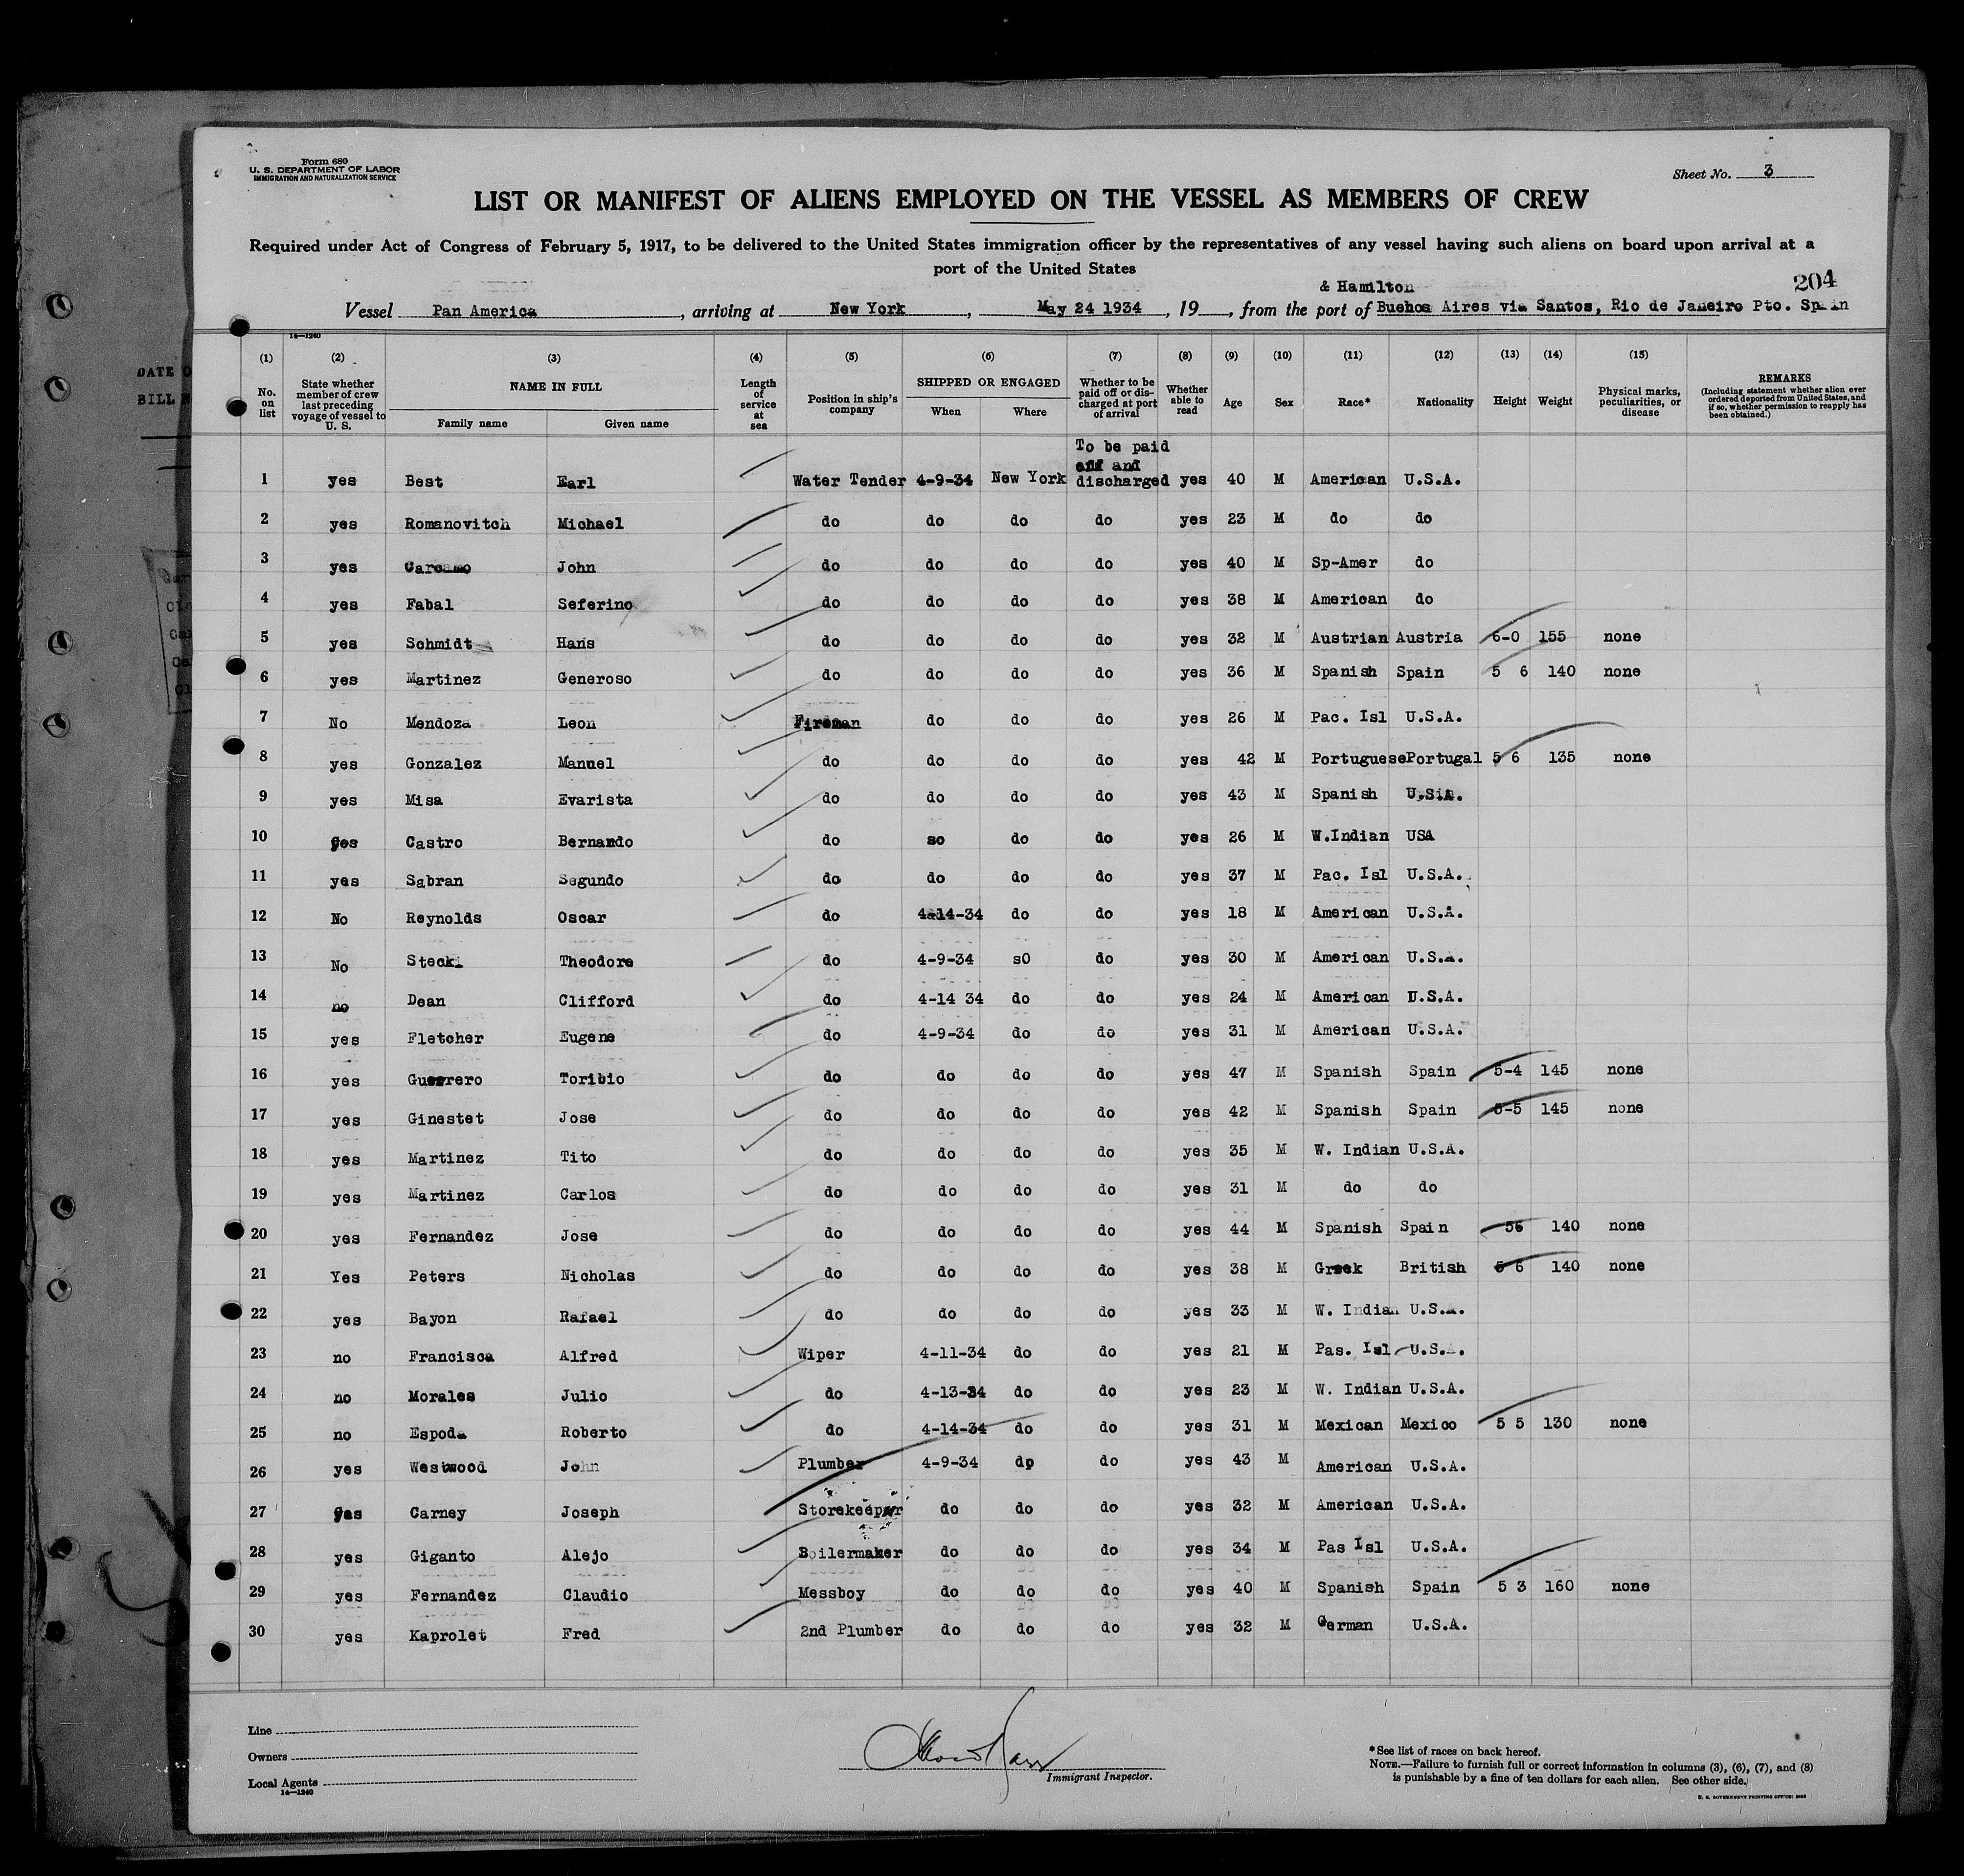 Form 680
U. S. DEPARTMENT OF LABOR
IMMIGRATION AND NATURALIZATION SERVICE
Sheet No. 3
LIST OR MANIFEST OF ALIENS EMPLOYED ON THE VESSEL AS MEMBERS OF CREW
Required under Act of Congress of February 5, 1917, to be delivered to the United States immigration officer by the representatives of any vessel having such aliens on board upon arrival at a
port of the United States
204
& Hamilton
Vessel Pan America, arriving at New York, May 24 1934, 19, from the port of Buenos Aires via Santos, Rio de Janeiro Pto. Spain
14—1240
DATE O
BILL N
(1) (2) (3) (4) (5) (6) (7) (8) (9) (10) (11) (12) (13) (14) (15)
No. on list
State whether member of crew last preceding voyage of vessel to U. S.
NAME IN FULL
Family name Given name
Length of service at sea
Position in ship's company
SHIPPED OR ENGAGED
When Where
Whether to be paid off or discharged at port of arrival
Whether able to read
Age Sex Race* Nationality Height Weight
Physical marks, peculiarities, or disease
REMARKS
(Including statement whether alien ever ordered deported from United States, and if so, whether permission to reapply has been obtained.)
To be paid
off and
1 yes Best Earl Water Tender 4-9-34 New York discharged yes 40 M American U.S.A.
2 yes Romanovitch Michael do do do do yes 23 M do do
3 yes Carcamo John do do do do yes 40 M Sp-Amer do
4 yes Fabal Seferino do do do do yes 38 M American do
5 yes Schmidt Hans do do do do yes 32 M Austrian Austria 6-0 155 none
6 yes Martinez Generoso do do do do yes 36 M Spanish Spain 5 6 140 none
7 No Mendoza Leon Fireman do do do yes 26 M Pac. Isl U.S.A.
8 yes Gonzalez Manuel do do do do yes 42 M Portuguese Portugal 5 6 135 none
9 yes Misa Evarista do do do do yes 43 M Spanish U.S.A.
10 yes Castro Bernando do so do do yes 26 M W.Indian USA
11 yes Sabran Segundo do do do do yes 37 M Pac. Isl U.S.A.
12 No Reynolds Oscar do 4-14-34 do do yes 18 M American U.S.A.
13 No Stecki Theodore do 4-9-34 sO do yes 30 M American U.S.A.
14 no Dean Clifford do 4-14 34 do do yes 24 M American U.S.A.
15 yes Fletcher Eugene do 4-9-34 do do yes 31 M American U.S.A.
16 yes Guerrero Toribio do do do do yes 47 M Spanish Spain 5-4 145 none
17 yes Ginestet Jose do do do do yes 42 M Spanish Spain 5-5 145 none
18 yes Martinez Tito do do do do yes 35 M W. Indian U.S.A.
19 yes Martinez Carlos do do do do yes 31 M do do
20 yes Fernandez Jose do do do do yes 44 M Spanish Spain 56 140 none
21 Yes Peters Nicholas do do do do yes 38 M Greek British 5 6 140 none
22 yes Bayon Rafael do do do do yes 33 M W. Indian U.S.A.
23 no Francisca Alfred Wiper 4-11-34 do do yes 21 M Pas. Isl U.S.A.
24 no Morales Julio do 4-13-34 do do yes 23 M W. Indian U.S.A.
25 no Espoda Roberto do 4-14-34 do do yes 31 M Mexican Mexico 5 5 130 none
26 yes Westwood John Plumber 4-9-34 dp do yes 43 M American U.S.A.
27 yes Carney Joseph Storekeeper do do do yes 32 M American U.S.A.
28 yes Giganto Alejo Boilermaker do do do yes 34 M Pas Isl U.S.A.
29 yes Fernandez Claudio Messboy do do do yes 40 M Spanish Spain 5 3 160 none
30 yes Kaprolet Fred 2nd Plumber do do do yes 32 M German U.S.A.
Line
Owners
Local Agents
14—1240
Immigrant Inspector.
*See list of races on back hereof.
NOTE.—Failure to furnish full or correct information in columns (3), (6), (7), and (8)
is punishable by a fine of ten dollars for each alien. See other side.